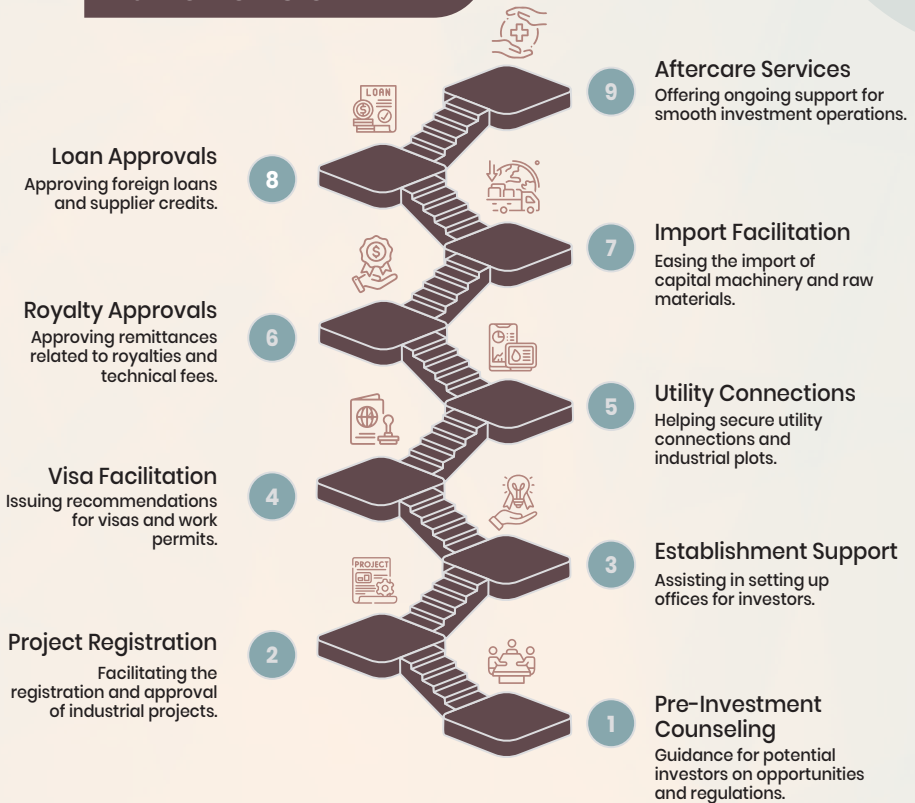 LOAN
9
Aftercare Services
Offering ongoing support for
smooth investment operations.
Loan Approvals
Approving foreign loans
and supplier credits.
8
7
Import Facilitation
Easing the import of
capital machinery and raw
materials.
Royalty Approvals
Approving remittances
related to royalties and
technical fees.
6
5
Utility Connections
Helping secure utility
connections and
industrial plots.
Visa Facilitation
Issuing recommendations
for visas and work
permits.
4
3
Establishment Support
Assisting in setting up
offices for investors.
PROJECT
Project Registration
Facilitating the
registration and approval
of industrial projects.
2
1
Pre-Investment
Counseling
Guidance for potential
investors on opportunities
and regulations.